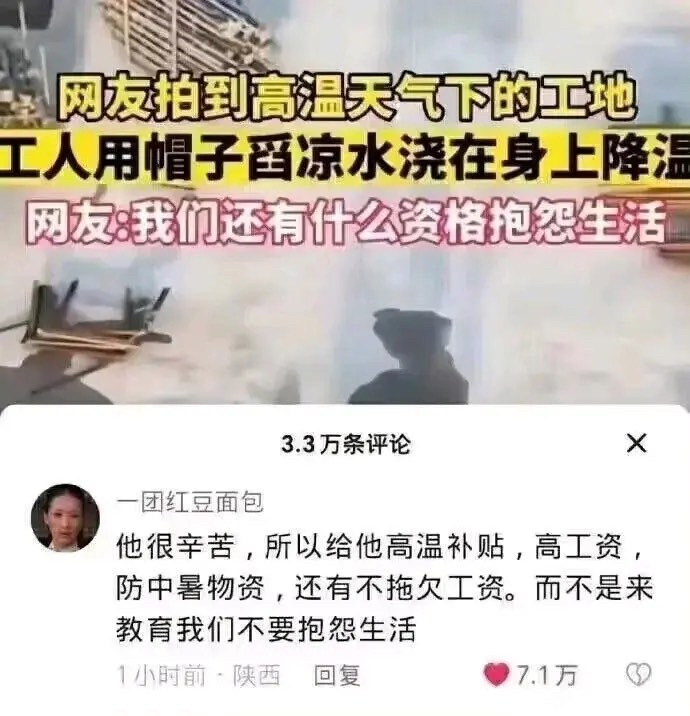 网友拍到高温天气下的工地
工人用帽子舀凉水浇在身上降温
网友:我们还有什么资格抱怨生活
3.3万条评论
一团红豆面包
他很辛苦，所以给他高温补贴，高工资，
防中暑物资，还有不拖欠工资。而不是来
教育我们不要抱怨生活
1小时前·陕西 回复 7.1万